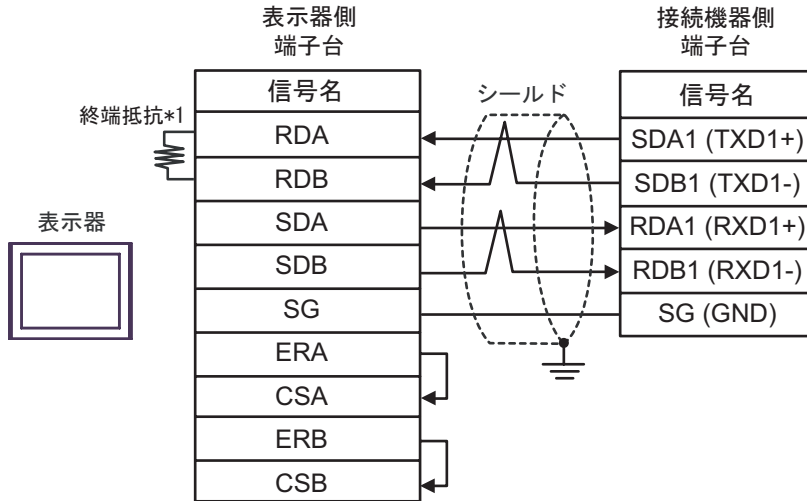 表示器側
端子台
接続機器側
端子台
信号名
シールド
信号名
終端抵抗*1
RDA
SDA1 (TXD1+)
RDB
SDB1 (TXD1-)
表示器
SDA
RDA1 (RXD1+)
SDB
RDB1 (RXD1-)
SG
SG (GND)
ERA
CSA
ERB
CSB